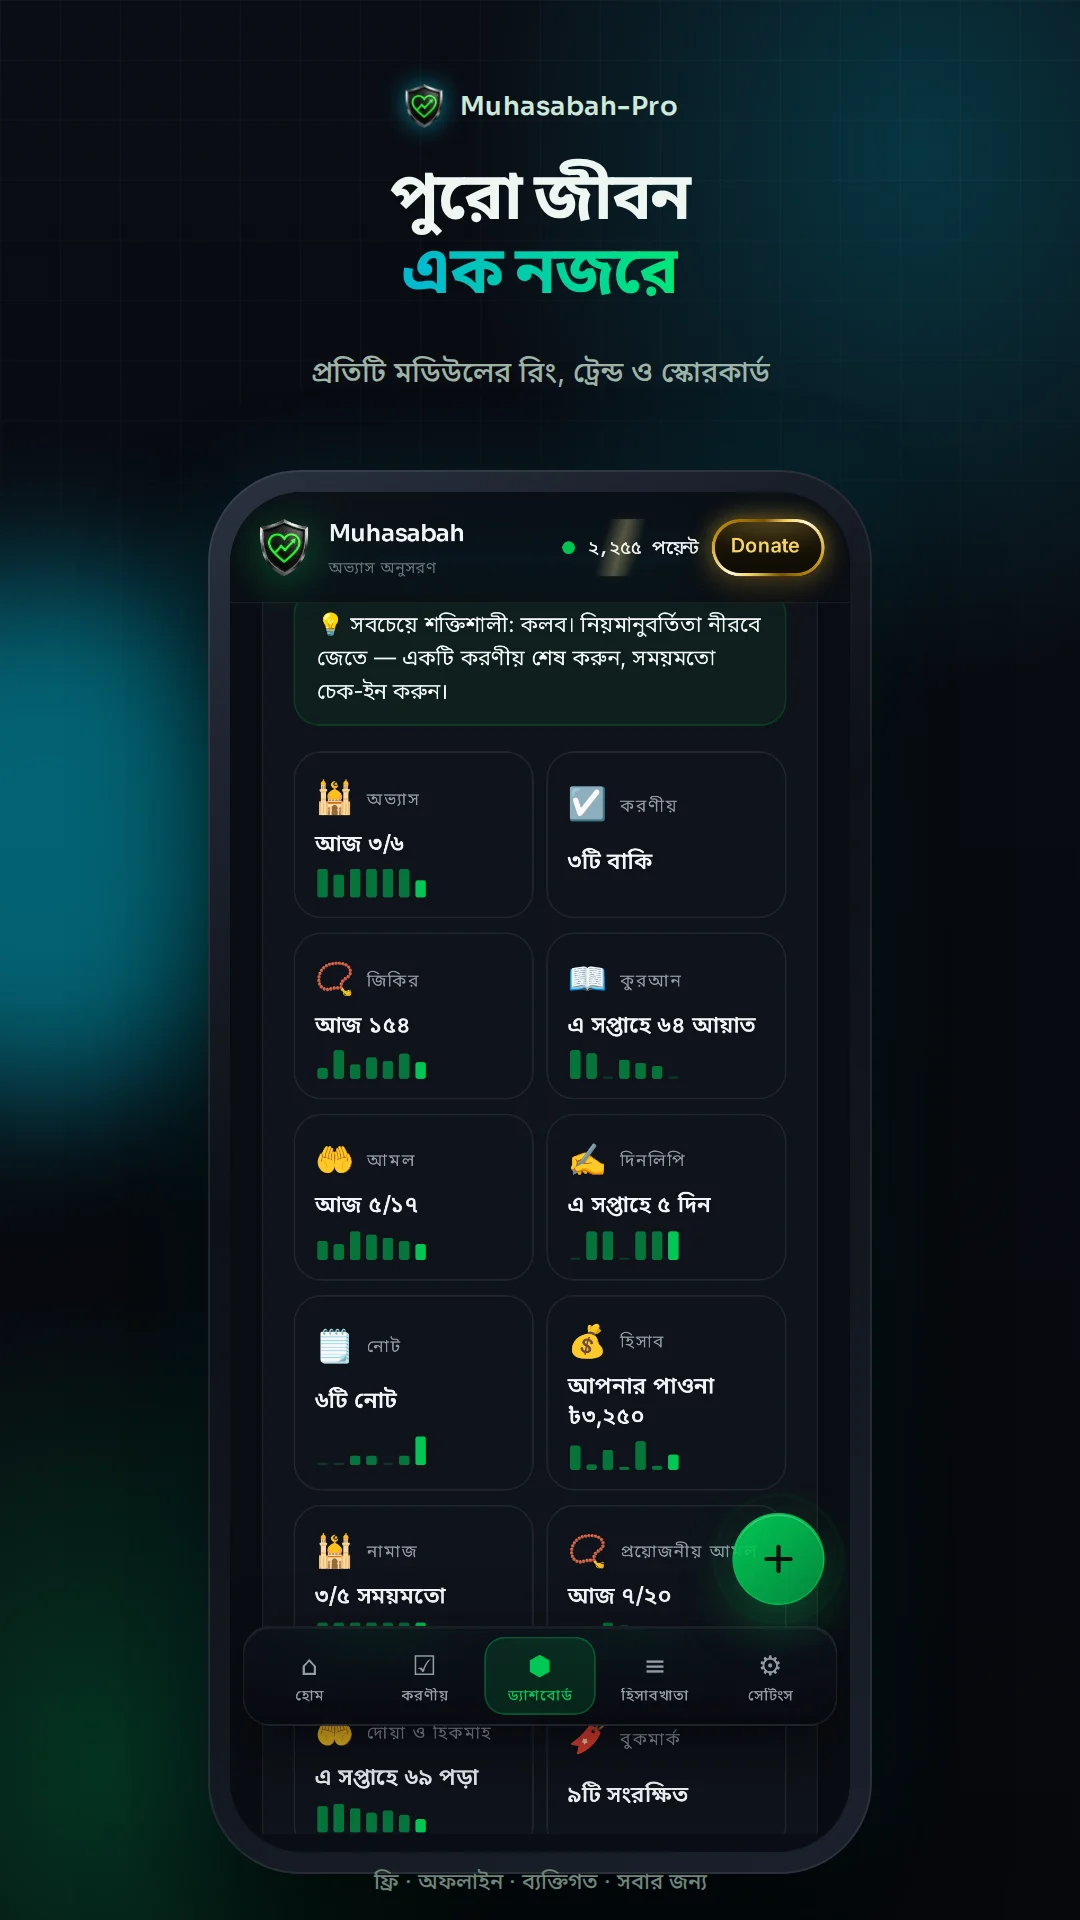 Muhasabah-Pro
পুরো জীবন
এক নজরে
প্রতিটি মডিউলের রিং, ট্রেন্ড ও স্কোরকার্ড
Muhasabah
অভ্যাস অনুসরণ
২,২৫৫ পয়েন্ট
Donate
সবচেয়ে শক্তিশালী: কলব। নিয়মানুবর্তিতা নীরবে
জেতে — একটি করণীয় শেষ করুন, সময়মতো
চেক-ইন করুন।
অভ্যাস
আজ ৩/৬
করণীয়
৩টি বাকি
জিকির
আজ ১৫৪
কুরআন
এ সপ্তাহে ৬৪ আয়াত
আমল
আজ ৫/১৭
দিনলিপি
এ সপ্তাহে ৫ দিন
নোট
৬টি নোট
হিসাব
আপনার পাওনা
৳৩,২৫০
নামাজ
৩/৫ সময়মতো
প্রয়োজনীয় আমল
আজ ৭/২০
হোম
করণীয়
ড্যাশবোর্ড
হিসাবখাতা
সেটিংস
দোয়া ও হিকমাহ
এ সপ্তাহে ৬৯ পড়া
বুকমার্ক
৯টি সংরক্ষিত
ফ্রি · অফলাইন · ব্যক্তিগত · সবার জন্য